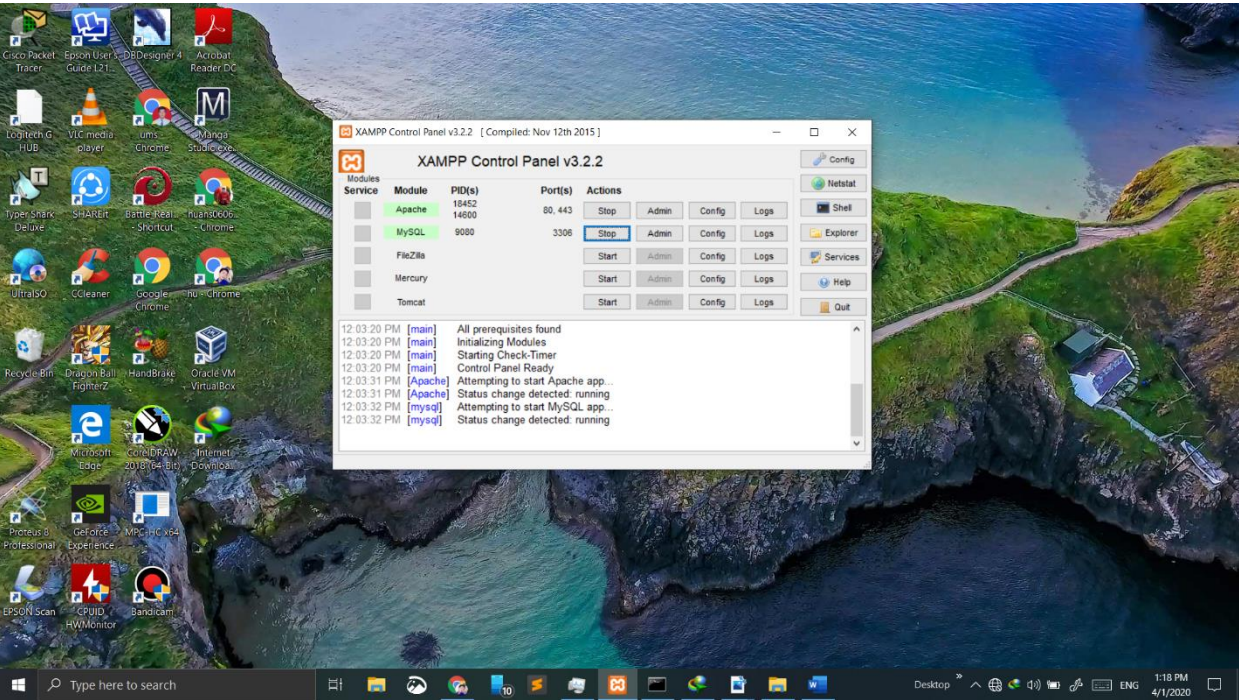 Cisco Packet Tracer
Epson User's Guide L21...
DBDesigner 4
Acrobat Reader DC
Logitech G HUB
VLC media player
ums - Chrome
Manga Studio.exe
Typer Shark Deluxe
SHAREit
Battle Real - Shortcut
huans0606... - Chrome
UltraISO
CCleaner
Google Chrome
hu - Chrome
Recycle Bin
Dragon Ball FighterZ
HandBrake
Oracle VM VirtualBox
Microsoft Edge
CorelDRAW 2018 (64-Bit)
Internet Downloa...
Proteus 8 Professional
GeForce Experience
MPC-HC x64
EPSON Scan
CPUID HWMonitor
Bandicam
XAMPP Control Panel v3.2.2 [ Compiled: Nov 12th 2015 ]
XAMPP Control Panel v3.2.2
Config
Modules
Service Module PID(s) Port(s) Actions
Netstat
Apache 18452 14600 80, 443 Stop Admin Config Logs
Shell
MySQL 9080 3306 Stop Admin Config Logs
Explorer
FileZilla Start Admin Config Logs
Services
Mercury Start Admin Config Logs
Help
Tomcat Start Admin Config Logs
Quit
12:03:20 PM [main] All prerequisites found
12:03:20 PM [main] Initializing Modules
12:03:20 PM [main] Starting Check-Timer
12:03:20 PM [main] Control Panel Ready
12:03:31 PM [Apache] Attempting to start Apache app...
12:03:31 PM [Apache] Status change detected: running
12:03:32 PM [mysql] Attempting to start MySQL app...
12:03:32 PM [mysql] Status change detected: running
Type here to search
10
Desktop
ENG
1:18 PM
4/1/2020